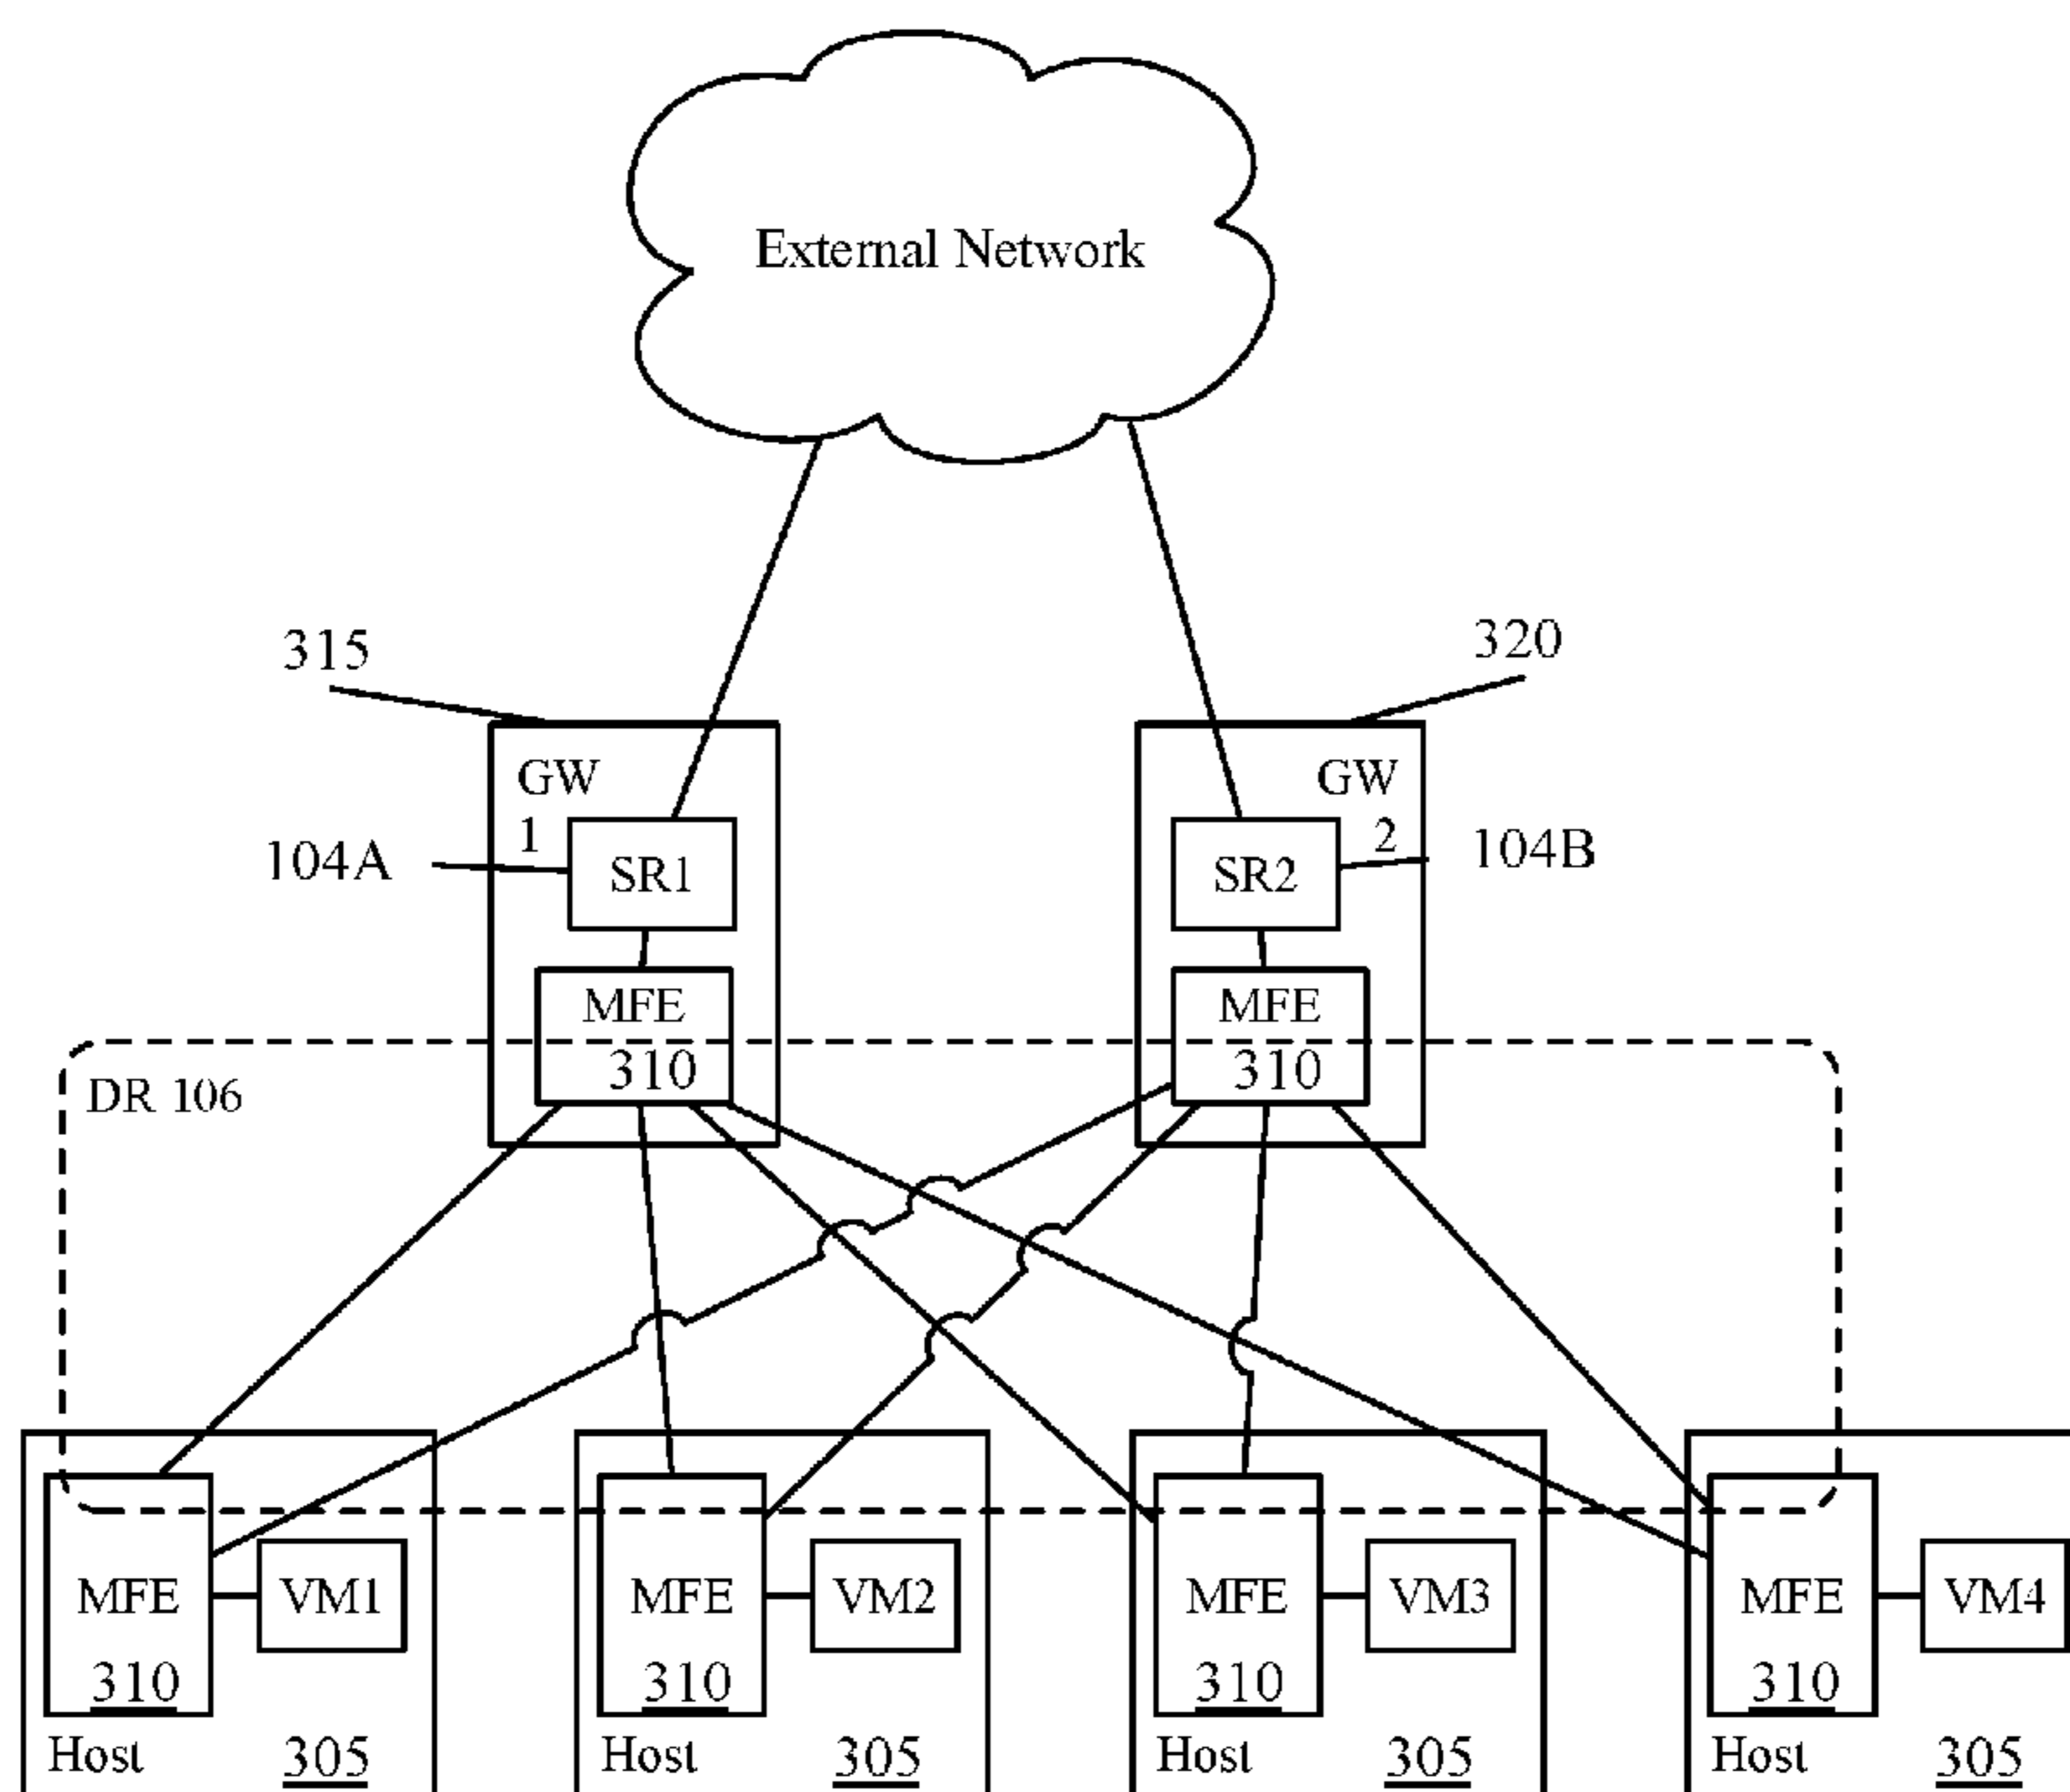 External Network
315
320
GW
1
GW
2
104A
SR1
SR2
104B
MFE
310
MFE
310
DR 106
MFE
310
VM1
Host
305
MFE
310
VM2
Host
305
MFE
310
VM3
Host
305
MFE
310
VM4
Host
305